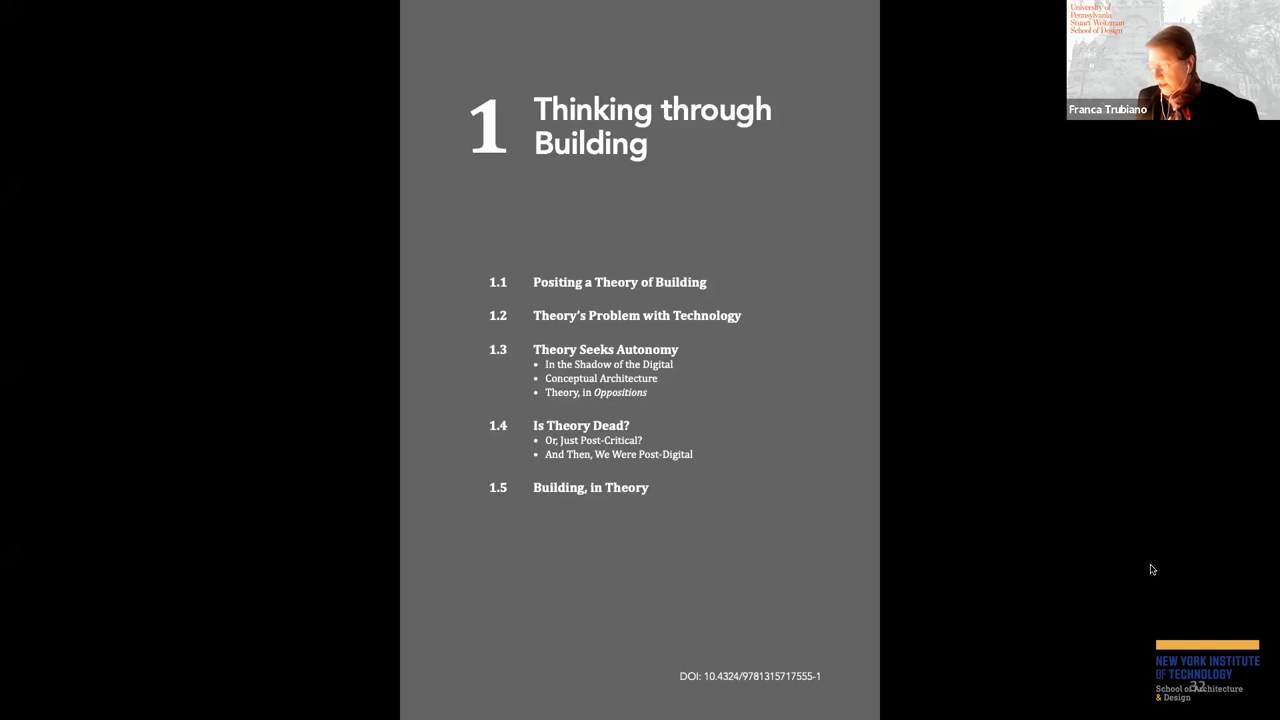 University of
Pennsylvania
Stuart Weitzman
School of Design
Franca Trubiano
1 Thinking through
Building
1.1 Positing a Theory of Building
1.2 Theory's Problem with Technology
1.3 Theory Seeks Autonomy
• In the Shadow of the Digital
• Conceptual Architecture
• Theory, in Oppositions
1.4 Is Theory Dead?
• Or, Just Post-Critical?
• And Then, We Were Post-Digital
1.5 Building, in Theory
DOI: 10.4324/9781315717555-1
NEW YORK INSTITUTE
OF TECHNOLOGY
School of Architecture
& Design
32